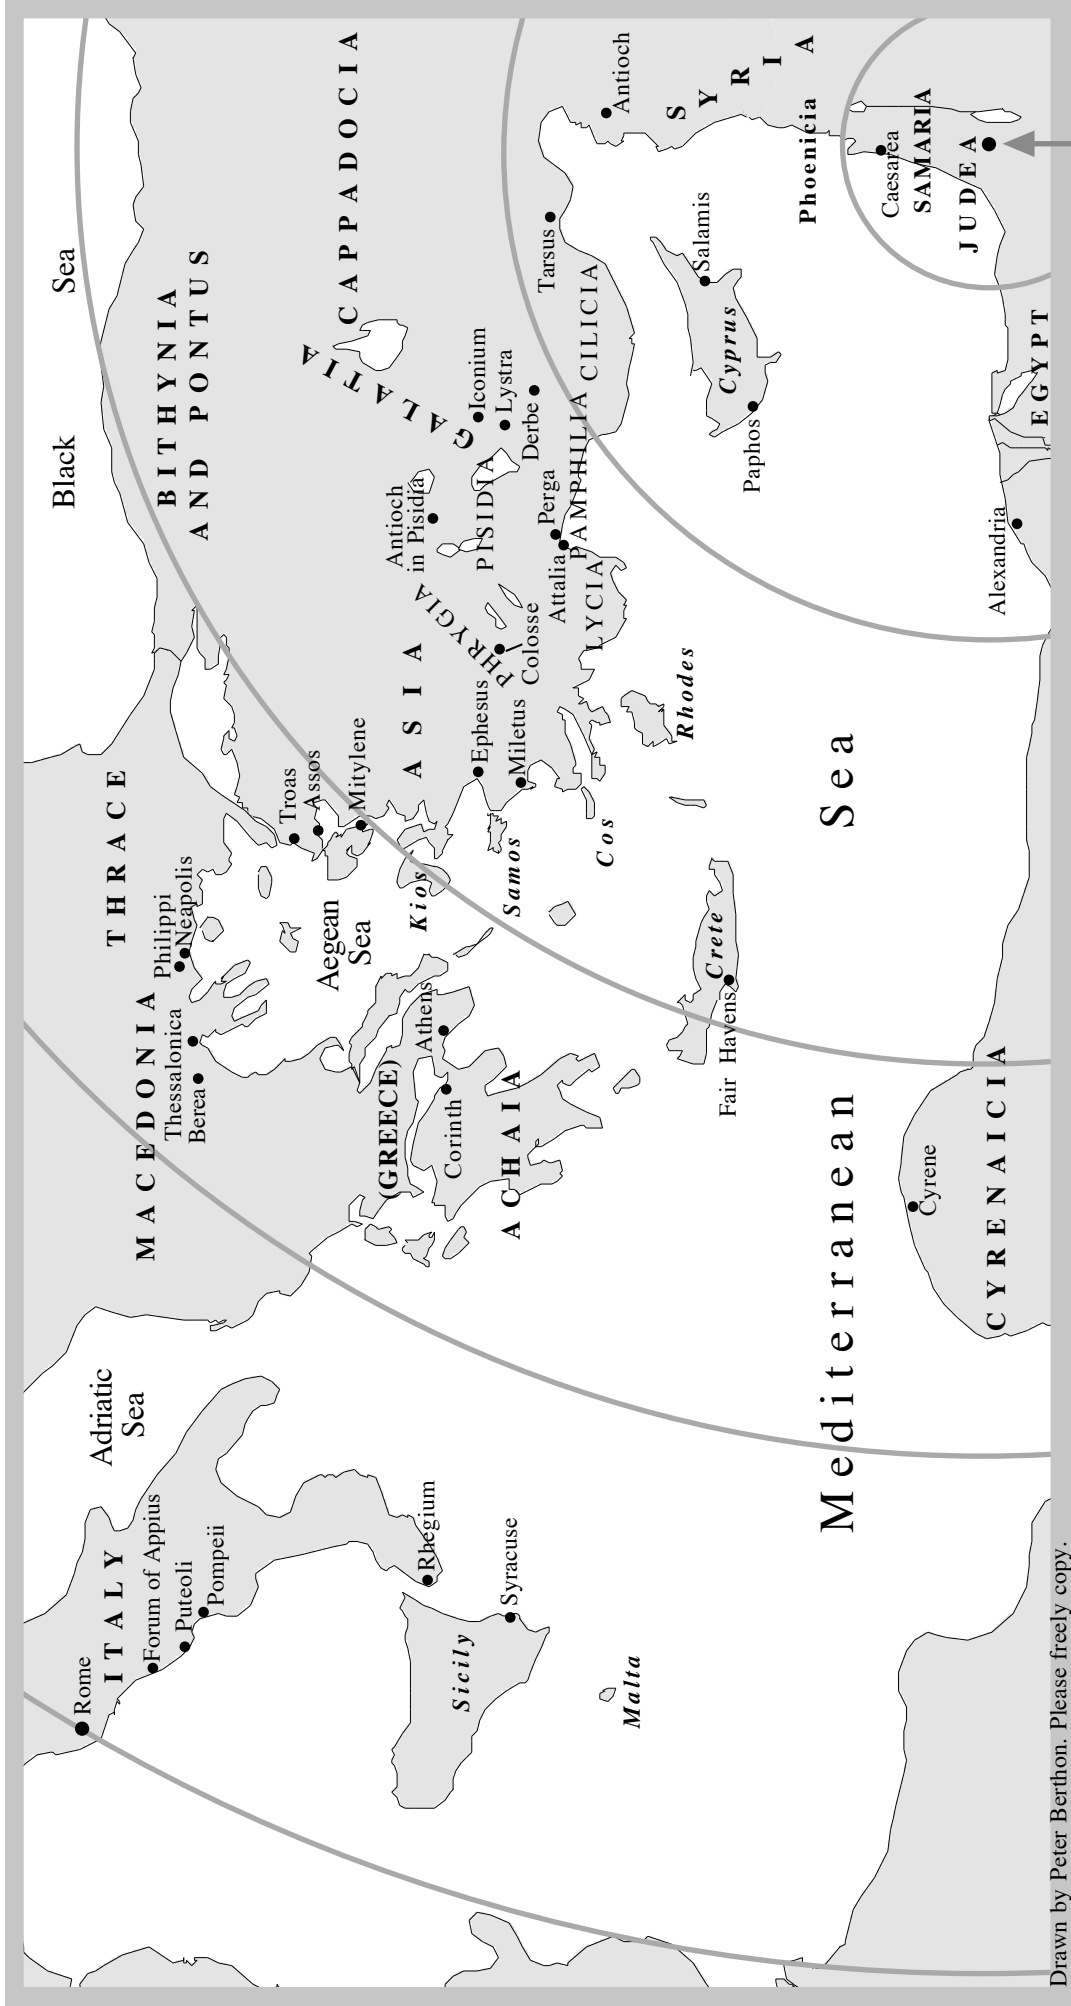 Black Sea
Adriatic
Sea
Rome
ITALY
Forum of Appius
Puteoli
Pompeii
MACEDONIA
THRACE
Thessalonica
Berea
Philippi
Neapolis
BITHYNIA
AND PONTUS
Troas
Assos
Mitylene
Aegean
Sea
CAPPADOCIA
GALATIA
(GREECE)
Athens
Corinth
ACHAIA
Kios
ASIA
PHRYGIA
Antioch
in Pisidia
PISIDIA
Iconium
Lystra
Derbe
Ephesus
Miletus
Colosse
Samos
Cos
Rhodes
LYCIA
Attalia
Perga
PAMPHILIA
CILICIA
Tarsus
Antioch
SYRIA
Rhegium
Sicily
Syracuse
Malta
Crete
Fair Havens
Cyprus
Salamis
Paphos
Phoenicia
Mediterranean Sea
Cyrene
CYRENAICIA
Alexandria
EGYPT
Caesarea
SAMARIA
JUDEA
Drawn by Peter Berthon. Please freely copy.